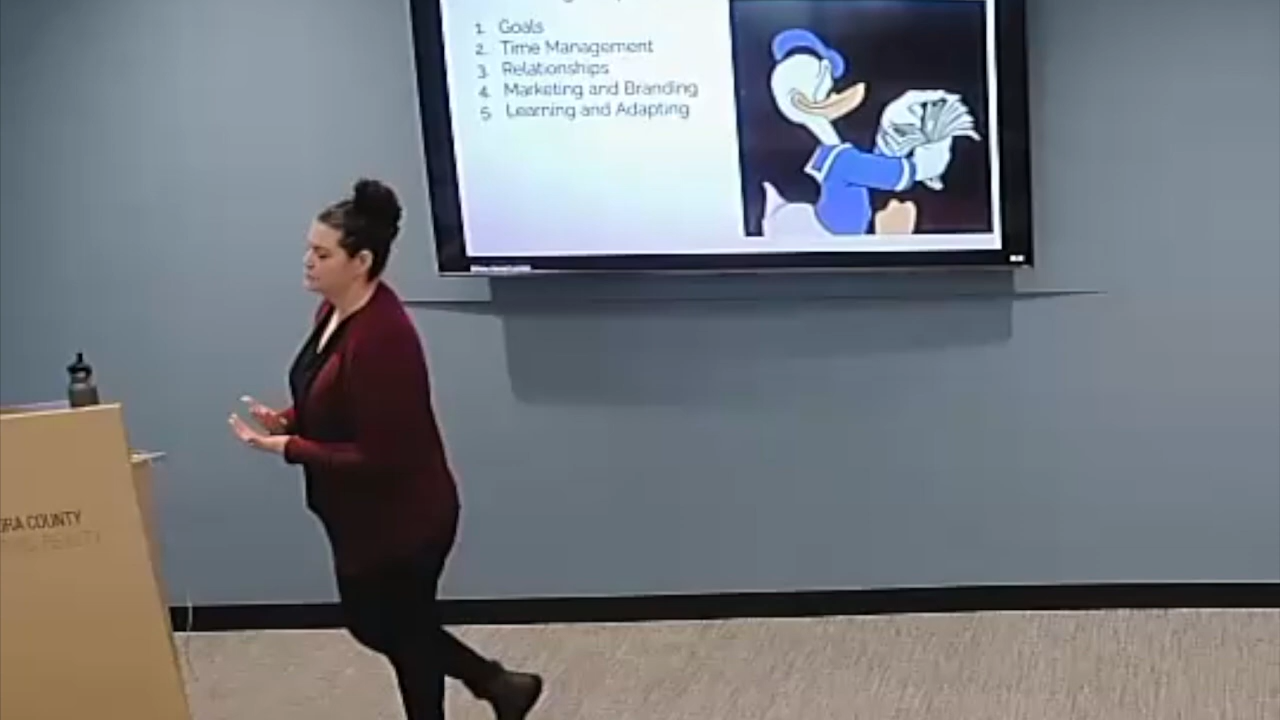 1. Goals
2. Time Management
3. Relationships
4. Marketing and Branding
5. Learning and Adapting
COUNTY